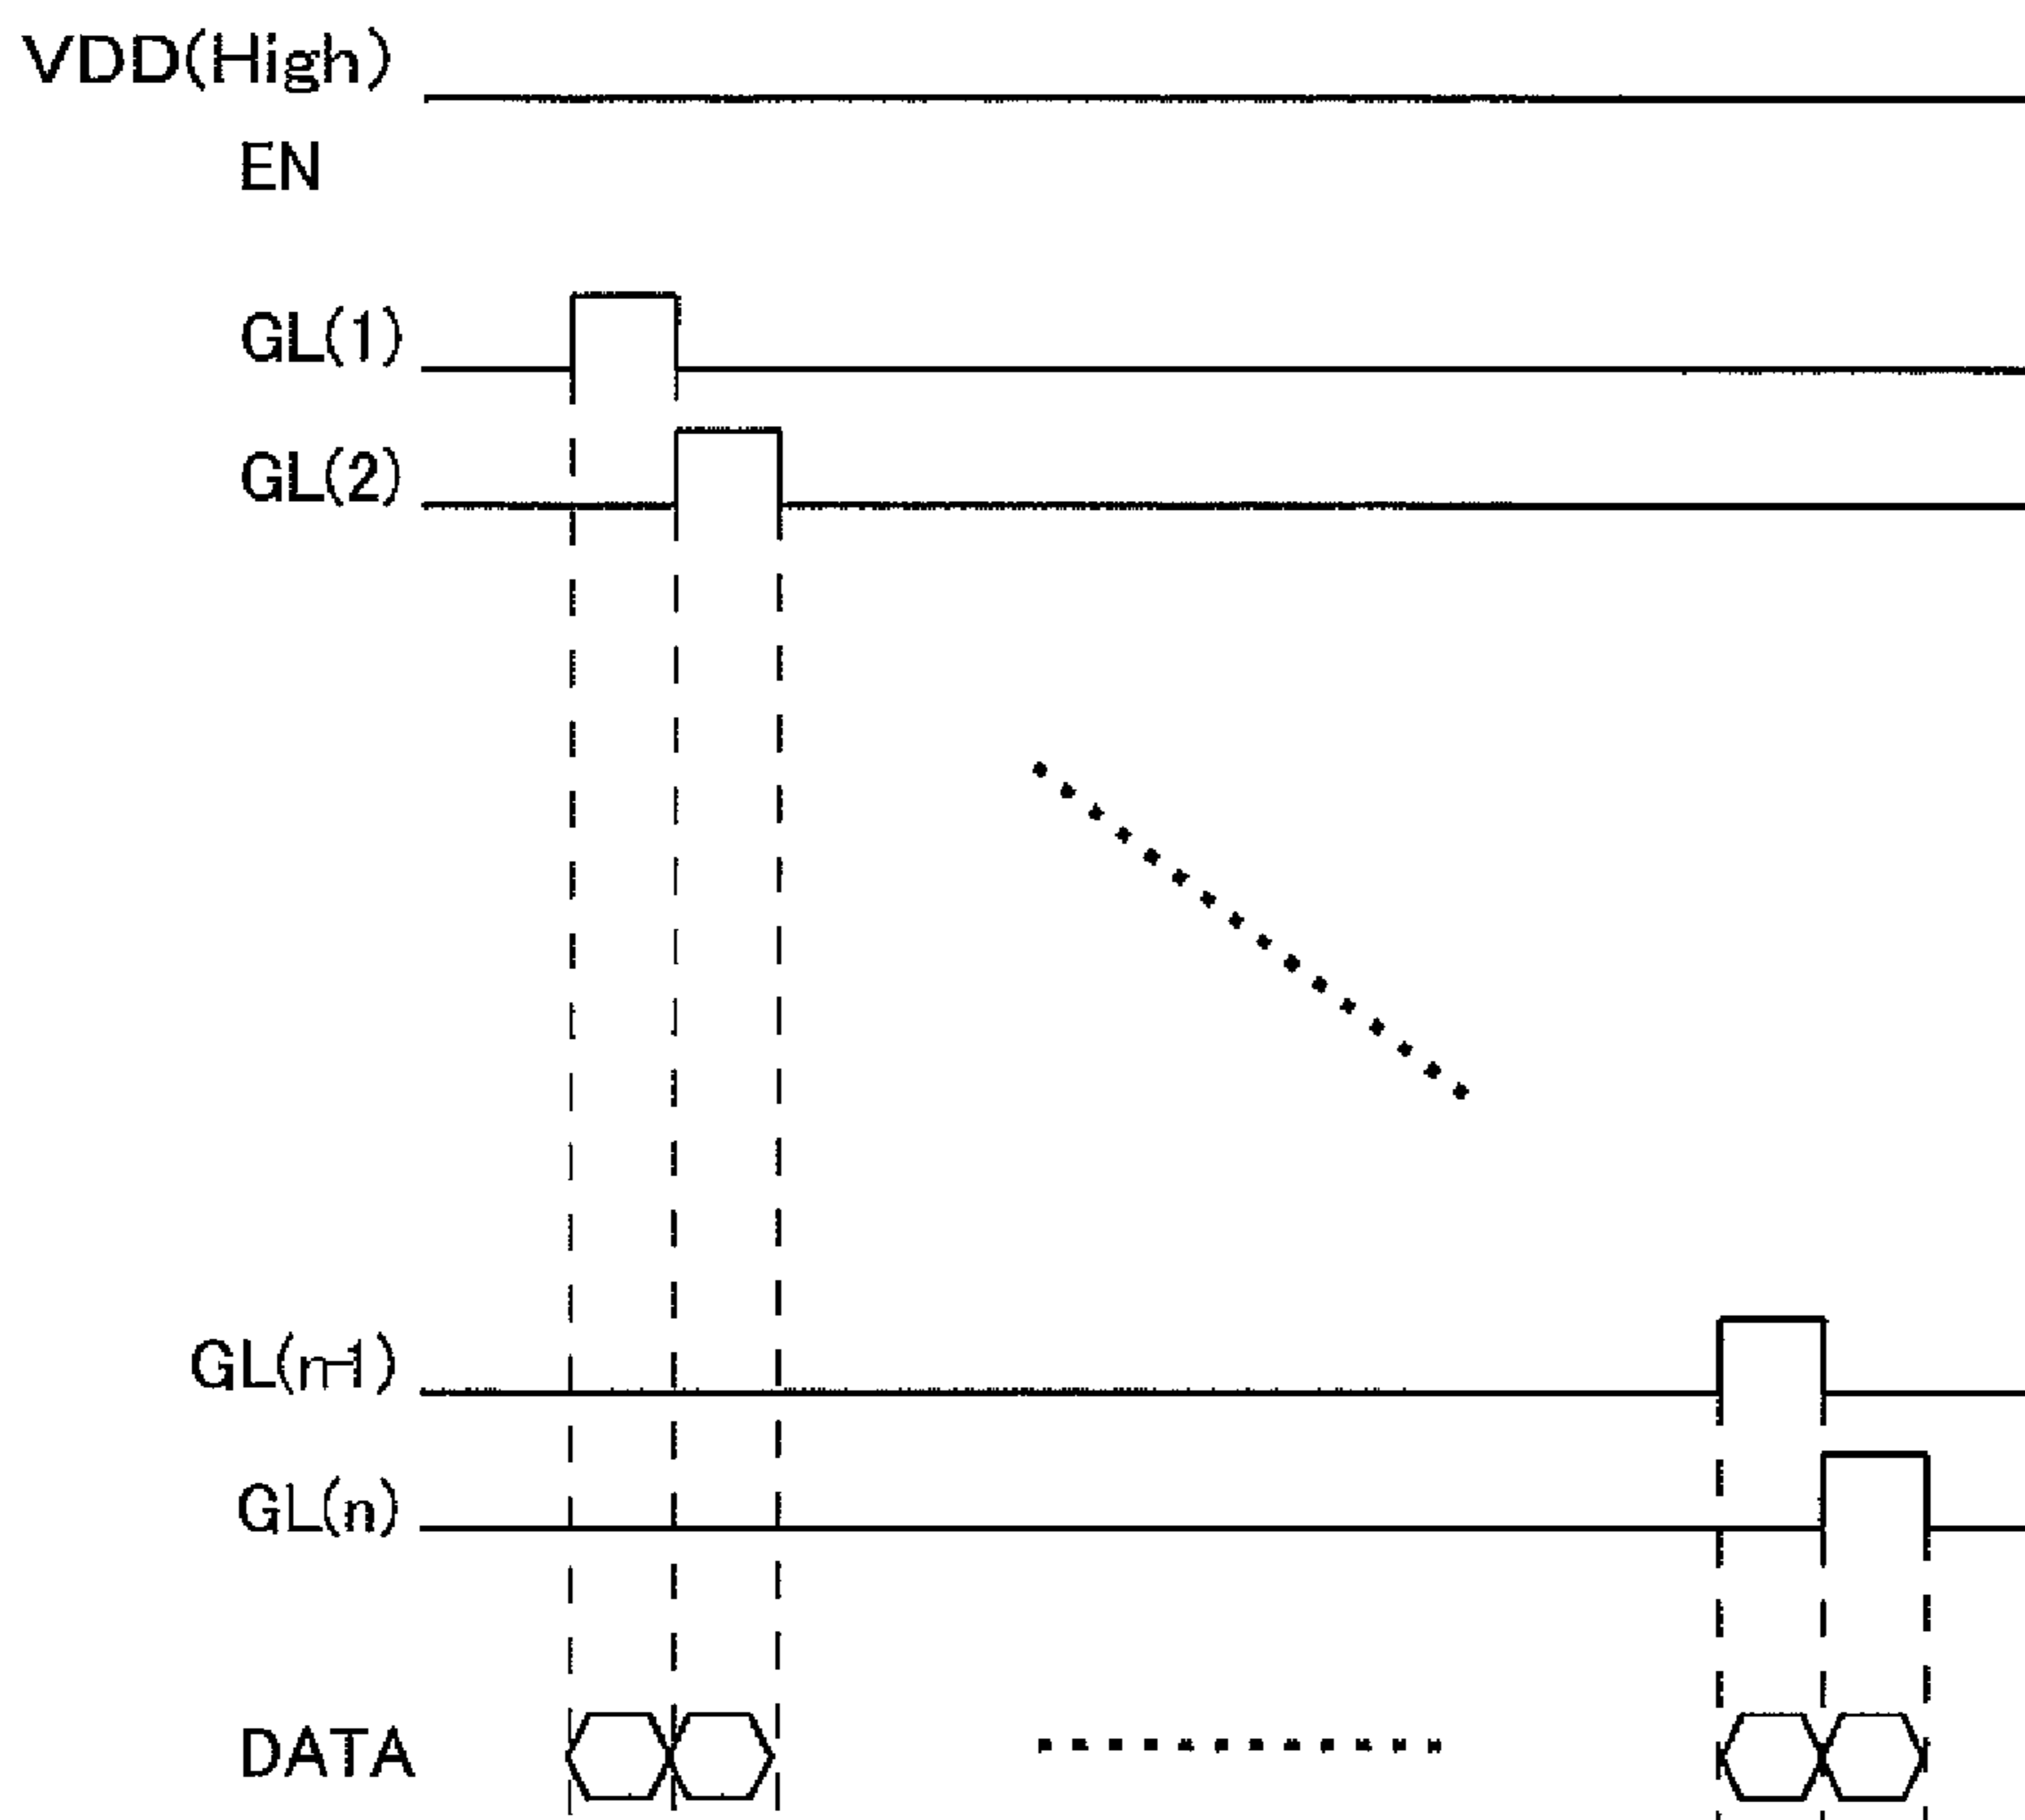 VDD(High)
EN
GL(1)
GL(2)
GL(n-1)
GL(n)
DATA